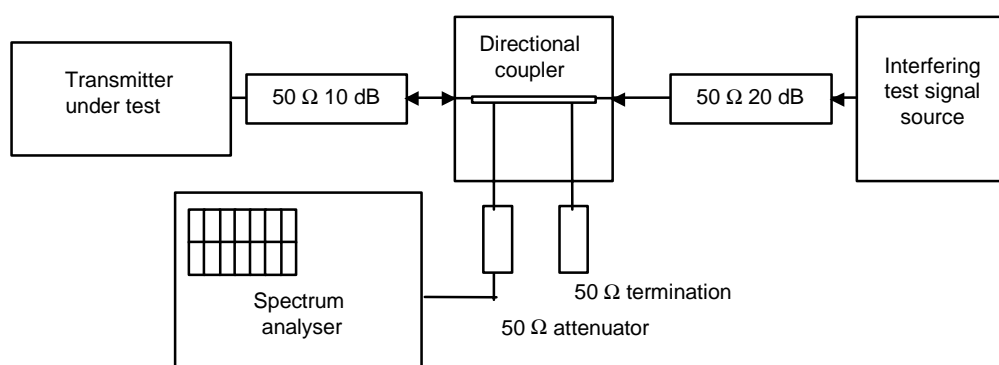 Transmitter
under test
50 Ω 10 dB
Directional
coupler
50 Ω 20 dB
Interfering
test signal
source
Spectrum
analyser
50 Ω termination
50 Ω attenuator